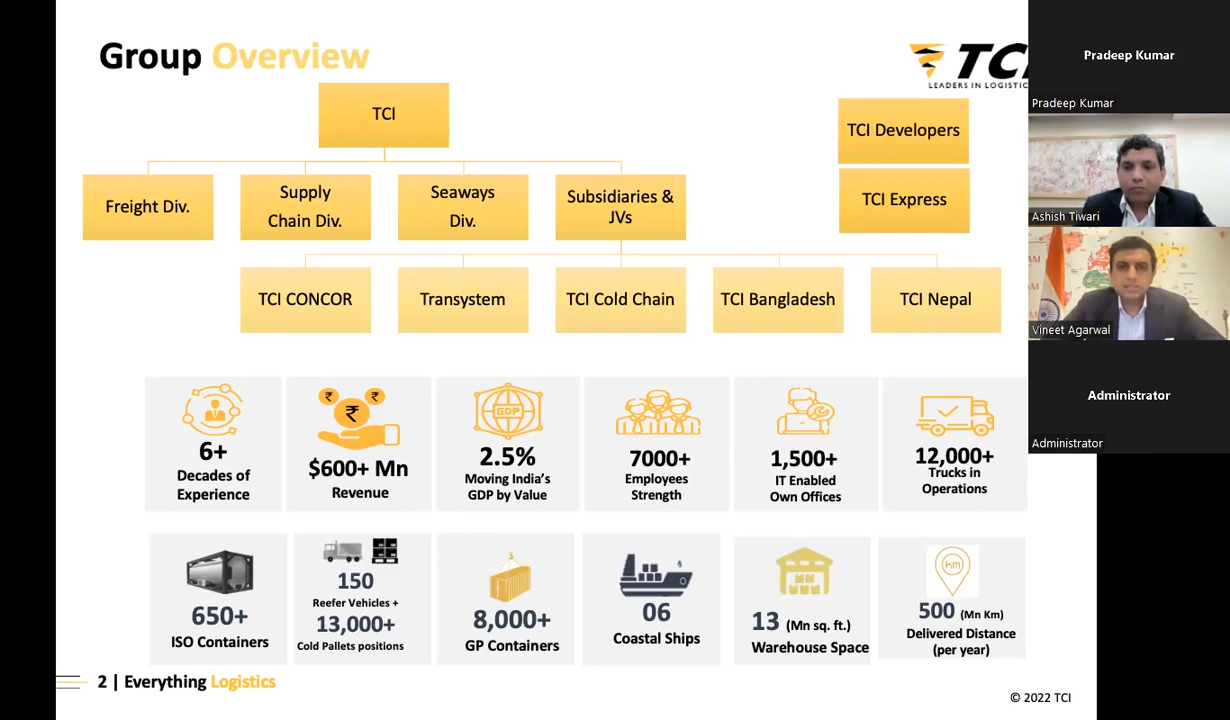 Group Overview
TCI
LEADERS IN LOGISTIC
TCI
TCI Developers
TCI Express
Freight Div.
Supply
Chain Div.
Seaways
Div.
Subsidiaries &
JVs
TCI CONCOR
Transystem
TCI Cold Chain
TCI Bangladesh
TCI Nepal
6+
Decades of
Experience
$600+ Mn
Revenue
GDP
2.5%
Moving India's
GDP by Value
7000+
Employees
Strength
1,500+
IT Enabled
Own Offices
12,000+
Trucks in
Operations
650+
ISO Containers
150
Reefer Vehicles +
13,000+
Cold Pallets positions
8,000+
GP Containers
06
Coastal Ships
13 (Mn sq. ft.)
Warehouse Space
km
500 (Mn Km)
Delivered Distance
(per year)
2 | Everything Logistics
© 2022 TCI
Pradeep Kumar
Pradeep Kumar
Ashish Tiwari
Vineet Agarwal
Administrator
Administrator